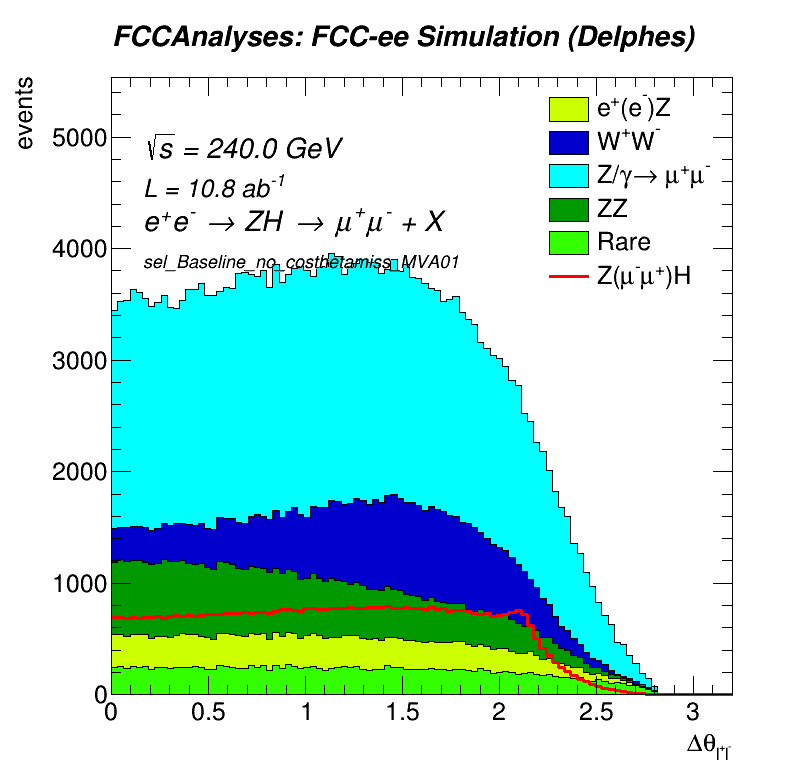 FCCAnalyses: FCC-ee Simulation (Delphes)
events
5000
4000
3000
2000
1000
0
√s = 240.0 GeV
L = 10.8 ab⁻¹
e⁺e⁻ → ZH → μ⁺μ⁻ + X
sel_Baseline_no_costhetamiss_MVA01
e⁺(e⁻)Z
W⁺W⁻
Z/γ→ μ⁺μ⁻
ZZ
Rare
Z(μ⁻μ⁺)H
0 0.5 1 1.5 2 2.5 3
Δθ_l⁺l⁻